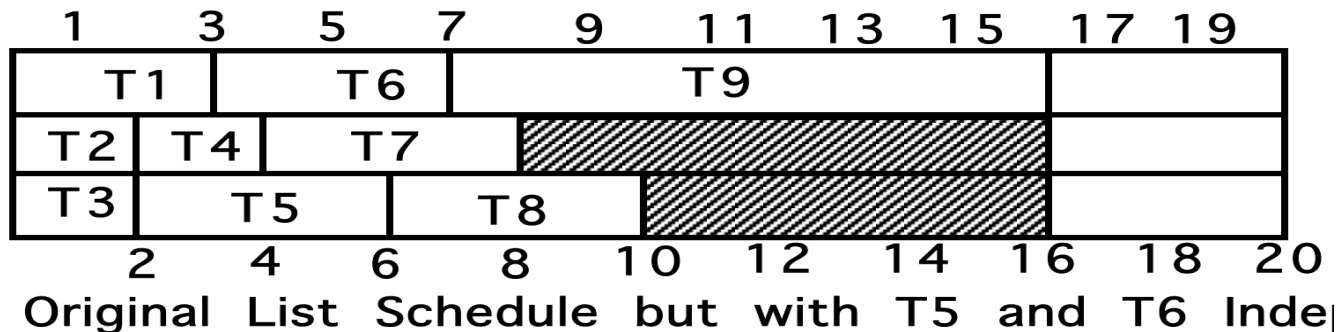 1 3 5 7 9 11 13 15 17 19
T1 T6 T9
T2 T4 T7
T3 T5 T8
2 4 6 8 10 12 14 16 18 20
Original List Schedule but with T5 and T6 Inde